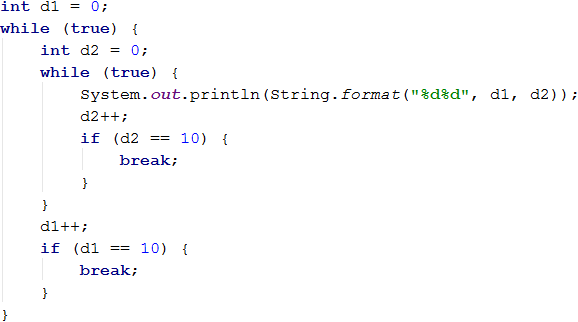 int d1 = 0;
while (true) {
    int d2 = 0;
    while (true) {
        System.out.println(String.format("%d%d", d1, d2));
        d2++;
        if (d2 == 10) {
            break;
        }
    }
    d1++;
    if (d1 == 10) {
        break;
    }
}